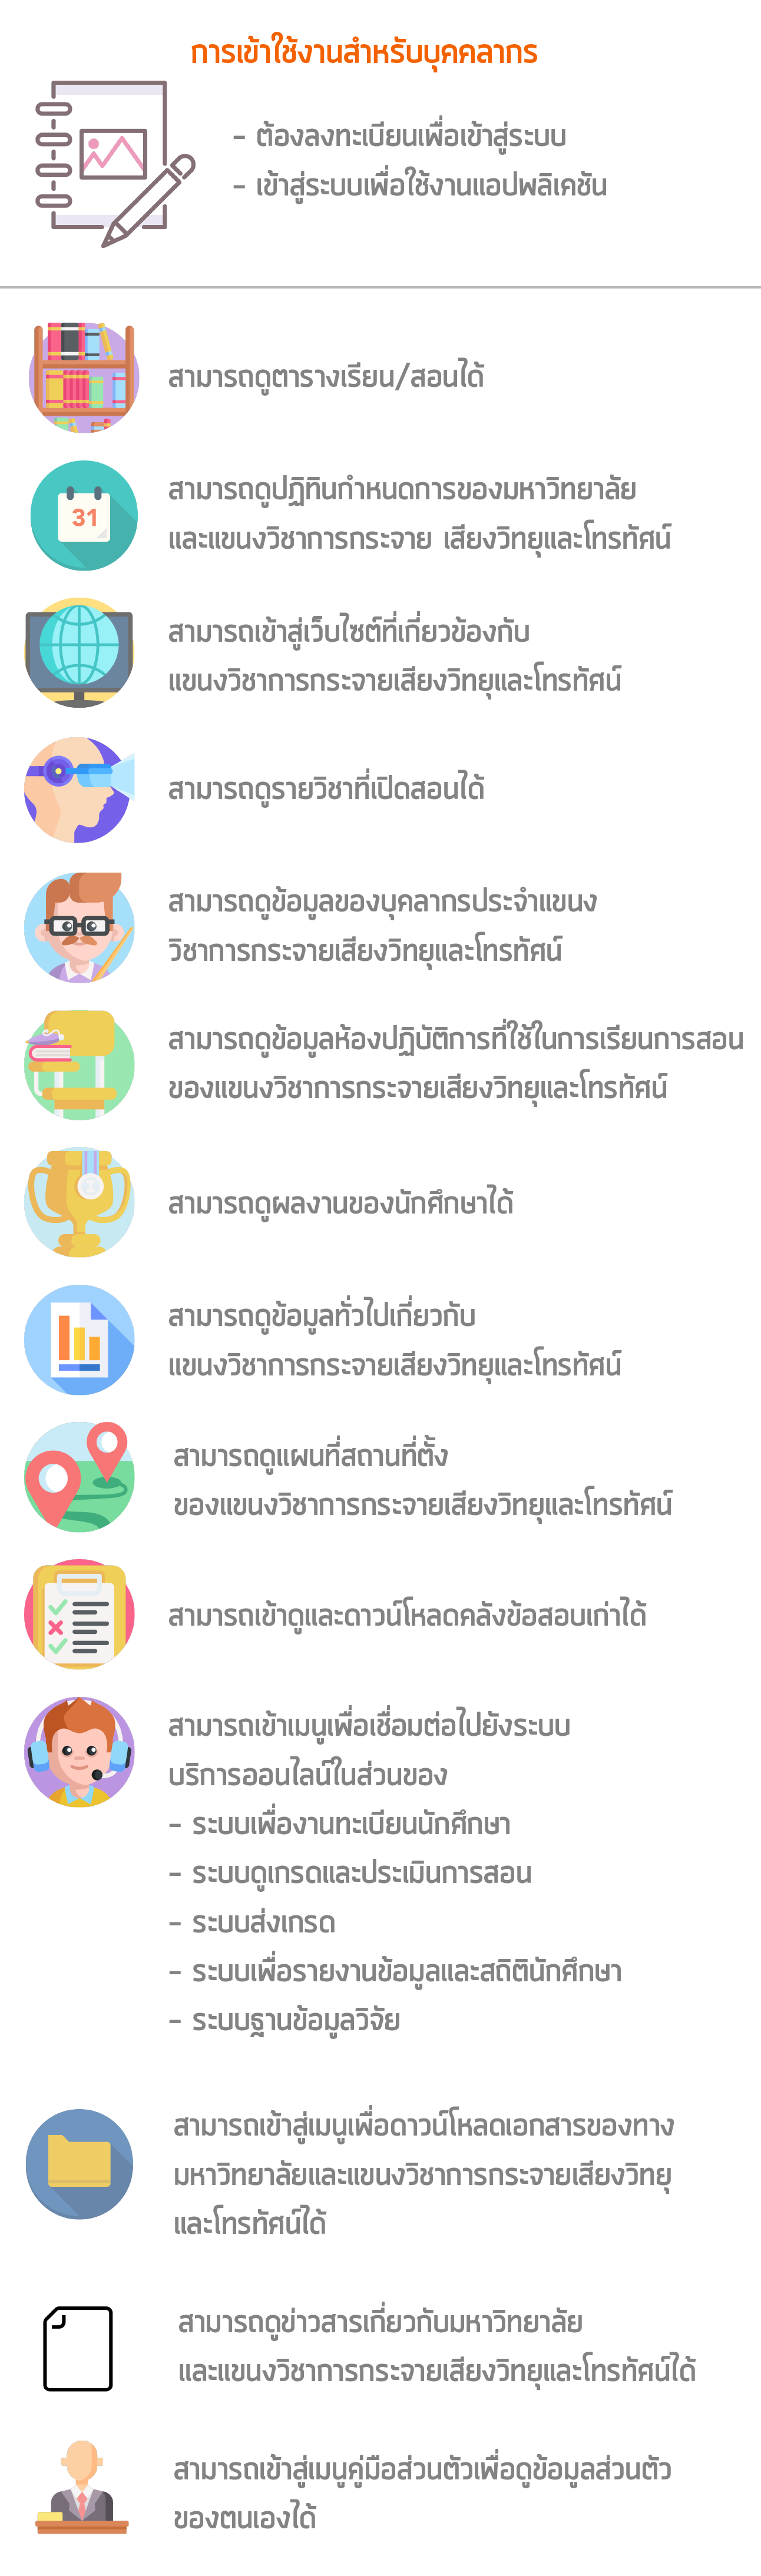 การเข้าใช้งานสำหรับบุคคลากร
- ต้องลงทะเบียนเพื่อเข้าสู่ระบบ
- เข้าสู่ระบบเพื่อใช้งานแอปพลิเคชัน
สามารถดูตารางเรียน/สอนได้
31
สามารถดูปฏิทินกำหนดการของมหาวิทยาลัย
และแขนงวิชาการกระจาย เสียงวิทยุและโทรทัศน์
สามารถเข้าสู่เว็บไซต์ที่เกี่ยวข้องกับ
แขนงวิชาการกระจายเสียงวิทยุและโทรทัศน์
สามารถดูรายวิชาที่เปิดสอนได้
สามารถดูข้อมูลของบุคลากรประจำแขนง
วิชาการกระจายเสียงวิทยุและโทรทัศน์
สามารถดูข้อมูลห้องปฏิบัติการที่ใช้ในการเรียนการสอน
ของแขนงวิชาการกระจายเสียงวิทยุและโทรทัศน์
สามารถดูผลงานของนักศึกษาได้
สามารถดูข้อมูลทั่วไปเกี่ยวกับ
แขนงวิชาการกระจายเสียงวิทยุและโทรทัศน์
สามารถดูแผนที่สถานที่ตั้ง
ของแขนงวิชาการกระจายเสียงวิทยุและโทรทัศน์
สามารถเข้าดูและดาวน์โหลดคลังข้อสอบเก่าได้
สามารถเข้าเมนูเพื่อเชื่อมต่อไปยังระบบ
บริการออนไลน์ในส่วนของ
- ระบบเพื่องานทะเบียนนักศึกษา
- ระบบดูเกรดและประเมินการสอน
- ระบบส่งเกรด
- ระบบเพื่อรายงานข้อมูลและสถิตินักศึกษา
- ระบบฐานข้อมูลวิจัย
สามารถเข้าสู่เมนูเพื่อดาวน์โหลดเอกสารของทาง
มหาวิทยาลัยและแขนงวิชาการกระจายเสียงวิทยุ
และโทรทัศน์ได้
สามารถดูข่าวสารเกี่ยวกับมหาวิทยาลัย
และแขนงวิชาการกระจายเสียงวิทยุและโทรทัศน์ได้
สามารถเข้าสู่เมนูคู่มือส่วนตัวเพื่อดูข้อมูลส่วนตัว
ของตนเองได้